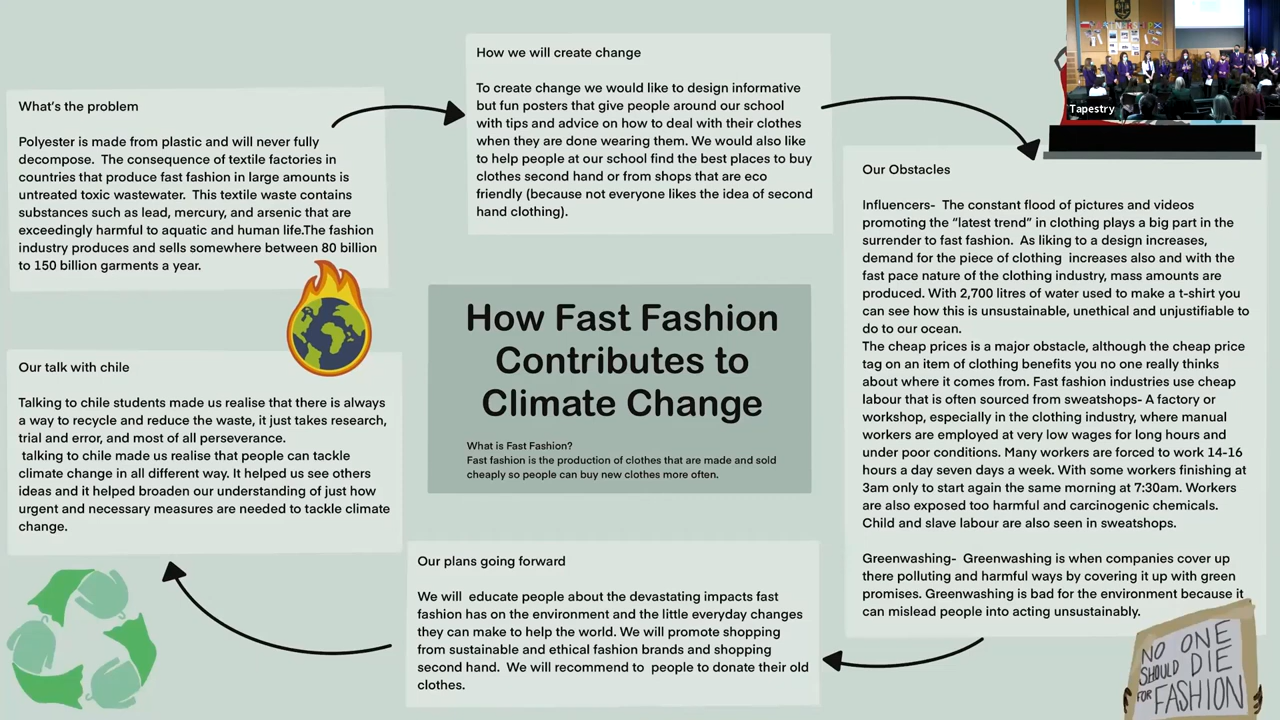 What's the problem
Polyester is made from plastic and will never fully
decompose.  The consequence of textile factories in
countries that produce fast fashion in large amounts is
untreated toxic wastewater.  This textile waste contains
substances such as lead, mercury, and arsenic that are
exceedingly harmful to aquatic and human life.The fashion
industry produces and sells somewhere between 80 billion
to 150 billion garments a year.
How we will create change
To create change we would like to design informative
but fun posters that give people around our school
with tips and advice on how to deal with their clothes
when they are done wearing them. We would also like
to help people at our school find the best places to buy
clothes second hand or from shops that are eco
friendly (because not everyone likes the idea of second
hand clothing).
Tapestry
Our Obstacles
Influencers-  The constant flood of pictures and videos
promoting the “latest trend” in clothing plays a big part in the
surrender to fast fashion.  As liking to a design increases,
demand for the piece of clothing  increases also and with the
fast pace nature of the clothing industry, mass amounts are
produced. With 2,700 litres of water used to make a t-shirt you
can see how this is unsustainable, unethical and unjustifiable to
do to our ocean.
The cheap prices is a major obstacle, although the cheap price
tag on an item of clothing benefits you no one really thinks
about where it comes from. Fast fashion industries use cheap
labour that is often sourced from sweatshops- A factory or
workshop, especially in the clothing industry, where manual
workers are employed at very low wages for long hours and
under poor conditions. Many workers are forced to work 14-16
hours a day seven days a week. With some workers finishing at
3am only to start again the same morning at 7:30am. Workers
are also exposed too harmful and carcinogenic chemicals.
Child and slave labour are also seen in sweatshops.
Greenwashing-  Greenwashing is when companies cover up
there polluting and harmful ways by covering it up with green
promises. Greenwashing is bad for the environment because it
can mislead people into acting unsustainably.
How Fast Fashion
Contributes to
Climate Change
What is Fast Fashion?
Fast fashion is the production of clothes that are made and sold
cheaply so people can buy new clothes more often.
Our talk with chile
Talking to chile students made us realise that there is always
a way to recycle and reduce the waste, it just takes research,
trial and error, and most of all perseverance.
talking to chile made us realise that people can tackle
climate change in all different way. It helped us see others
ideas and it helped broaden our understanding of just how
urgent and necessary measures are needed to tackle climate
change.
Our plans going forward
We will  educate people about the devastating impacts fast
fashion has on the environment and the little everyday changes
they can make to help the world. We will promote shopping
from sustainable and ethical fashion brands and shopping
second hand.  We will recommend to  people to donate their old
clothes.
NO ONE
SHOULD DIE
FOR FASHION